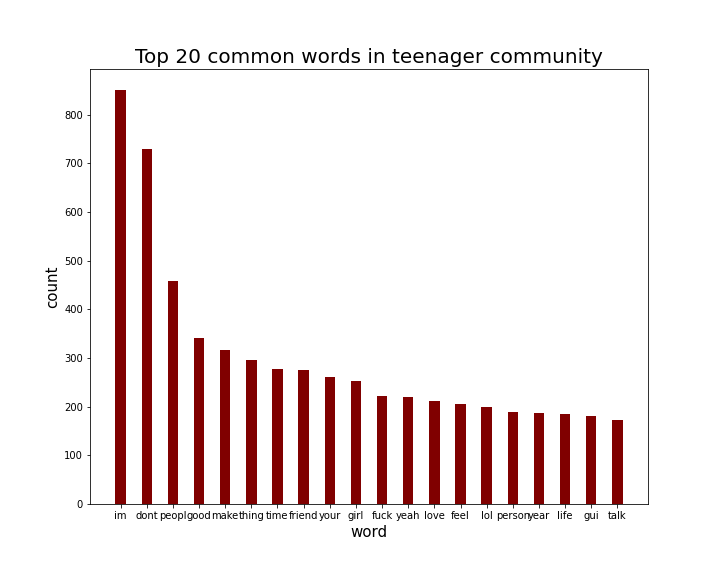 Top 20 common words in teenager community
800
700
600
500
400
300
200
100
0
count
im dont peopl good make thing time friend your girl fuck yeah love feel lol person year life gui talk
word